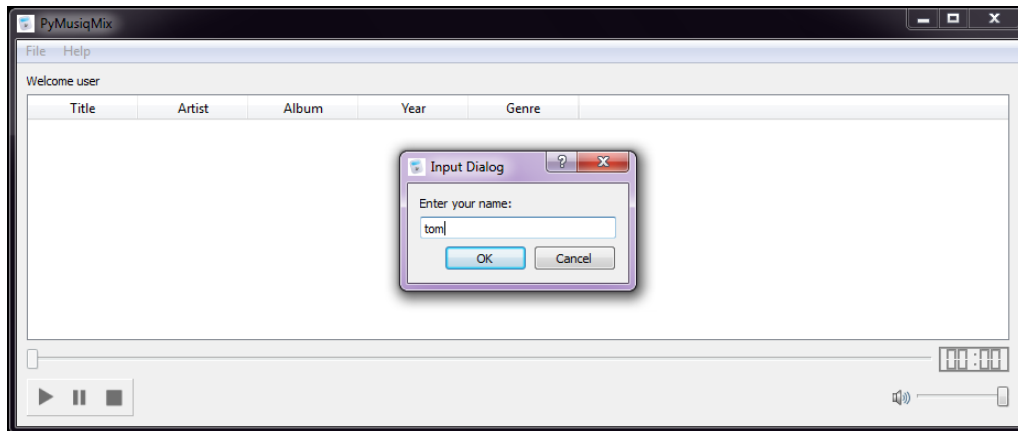 PyMusiqMix
File Help
Welcome user
Title Artist Album Year Genre
Input Dialog
Enter your name:
tom
OK Cancel
00:00